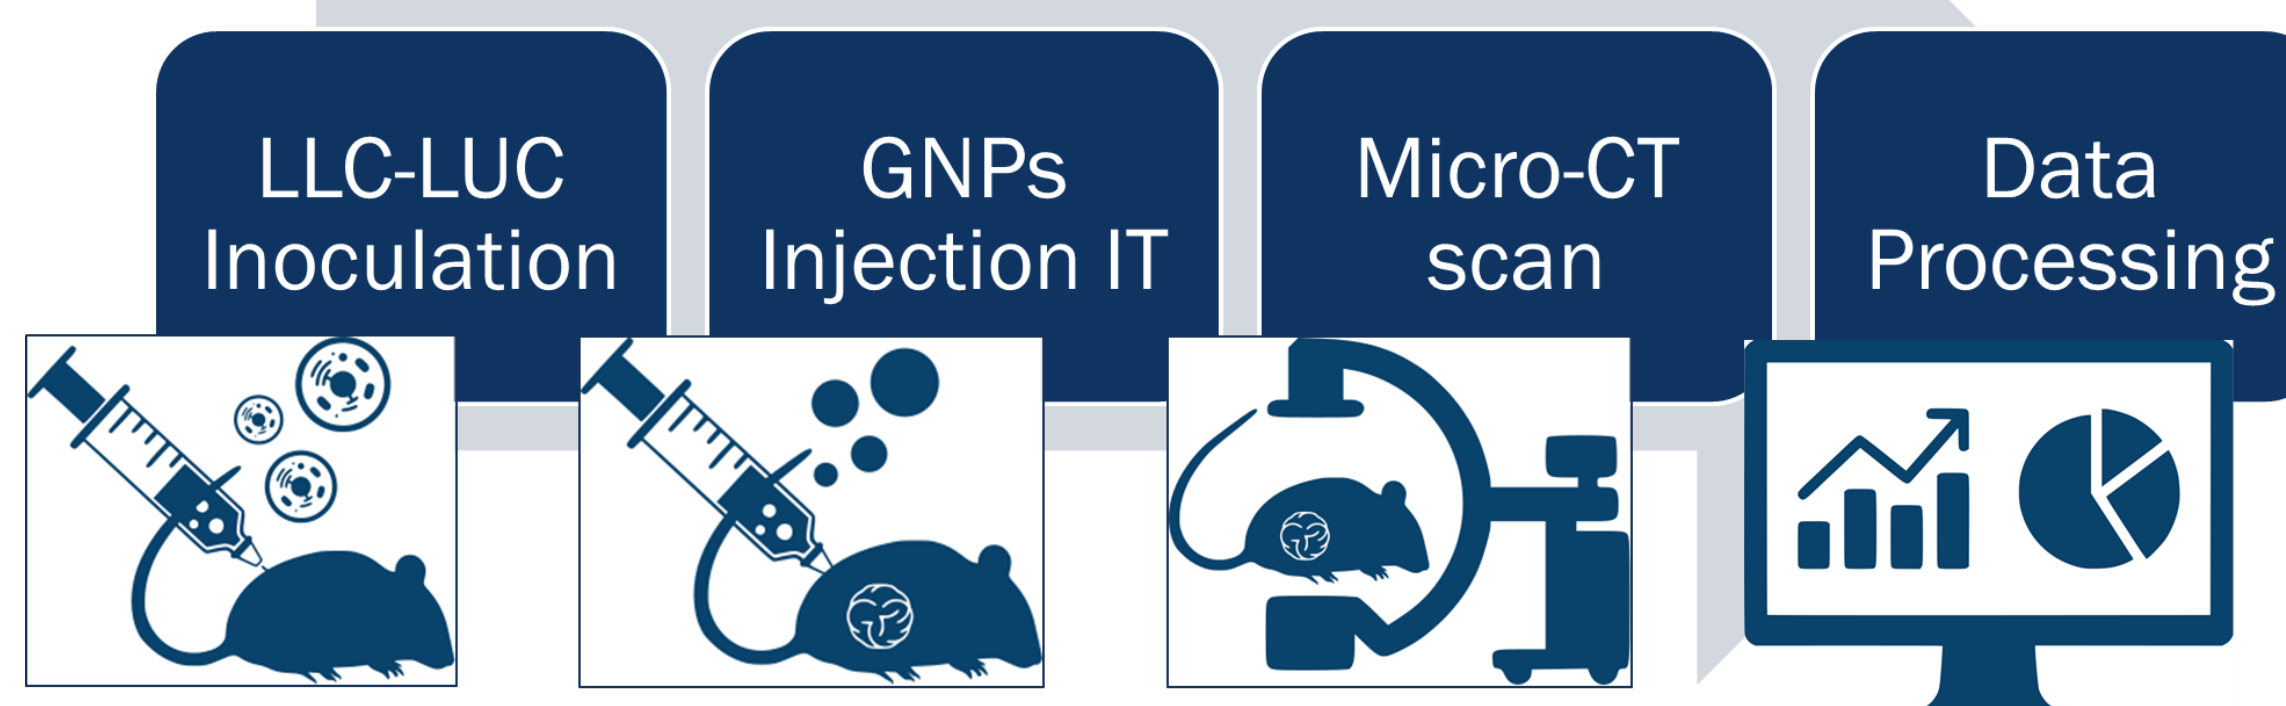 LLC-LUC
Inoculation
GNPs
Injection IT
Micro-CT
scan
Data
Processing